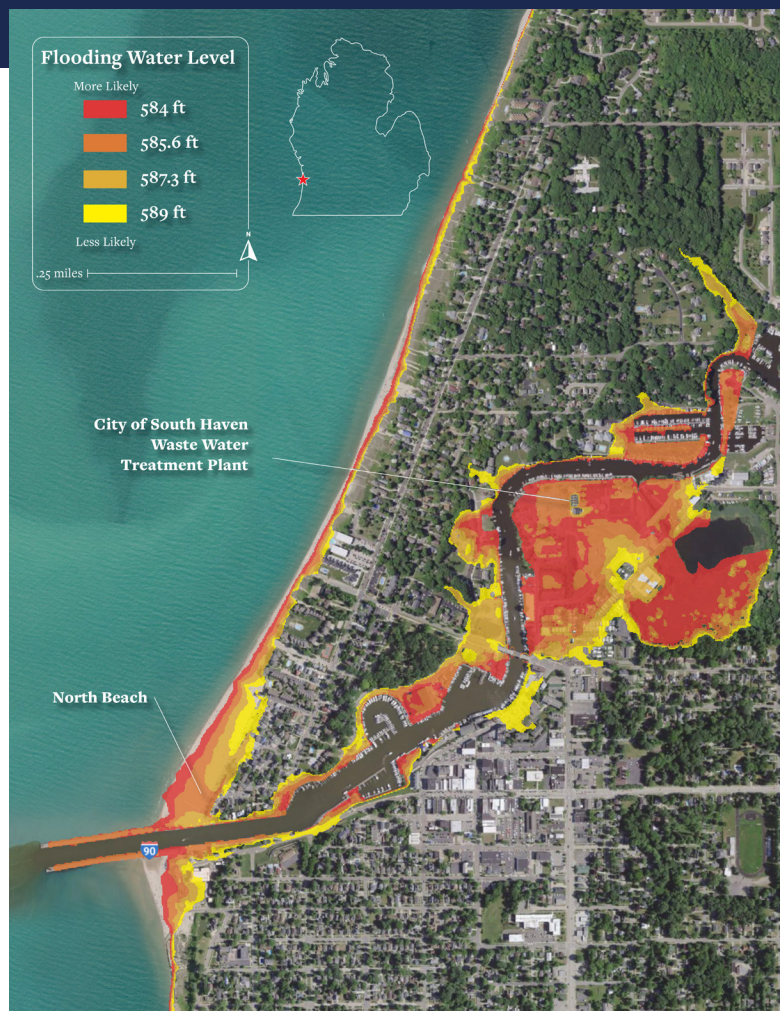 Flooding Water Level
More Likely
584 ft
585.6 ft
587.3 ft
589 ft
Less Likely
N
.25 miles
City of South Haven
Waste Water
Treatment Plant
North Beach
90